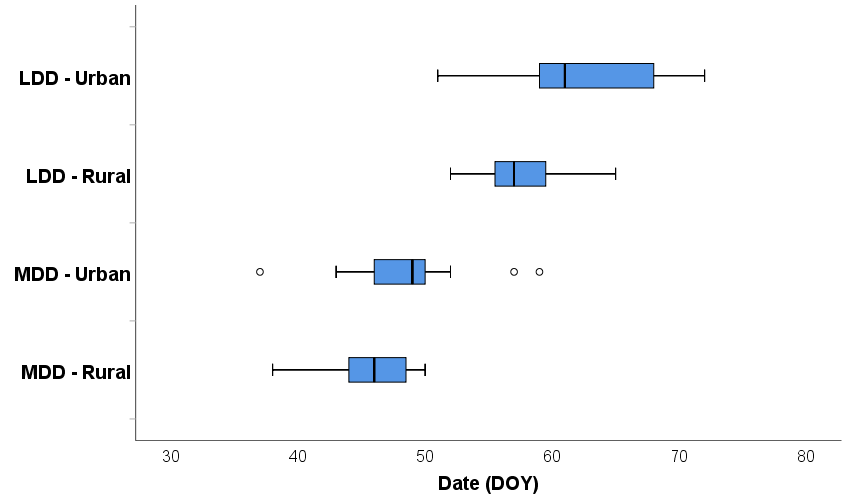 LDD - Urban
LDD - Rural
MDD - Urban
MDD - Rural
30 40 50 60 70 80
Date (DOY)